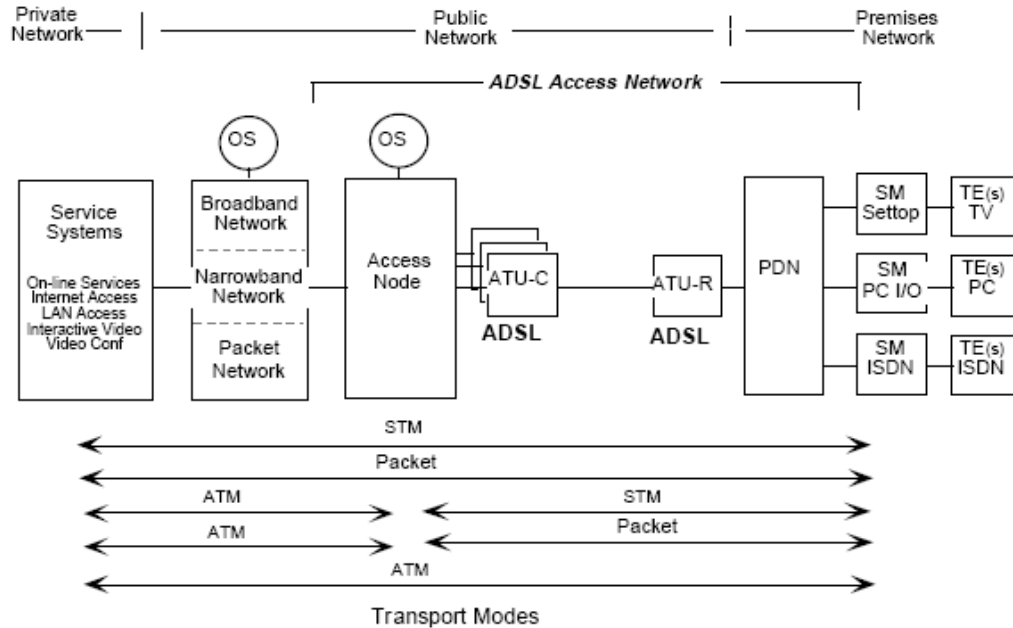 Private
Network
Public
Network
Premises
Network
ADSL Access Network
OS
OS
Service
Systems
On-line Services
Internet Access
LAN Access
Interactive Video
Video Conf
Broadband
Network
Narrowband
Network
Packet
Network
Access
Node
ATU-C
ADSL
ATU-R
ADSL
PDN
SM
Settop
TE(s)
TV
SM
PC I/O
TE(s)
PC
SM
ISDN
TE(s)
ISDN
STM
Packet
ATM
STM
ATM
Packet
ATM
Transport Modes